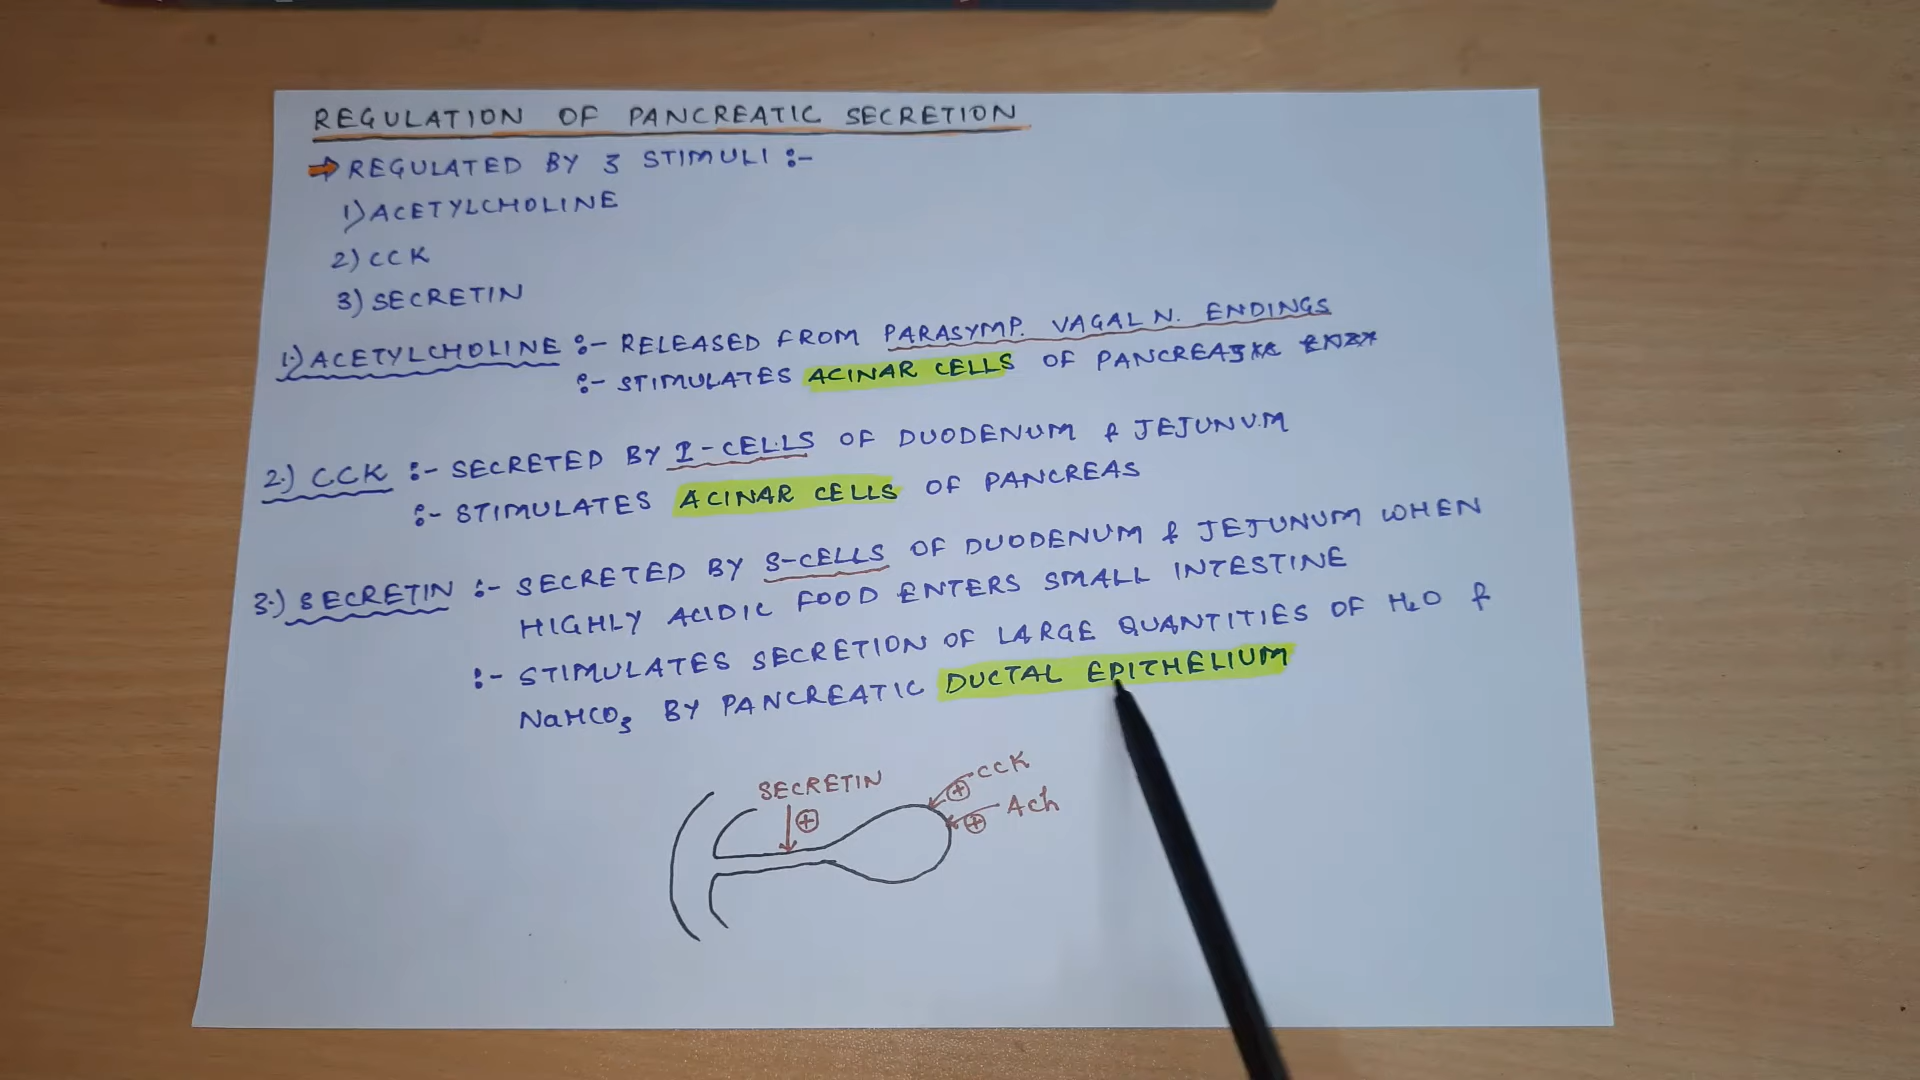 REGULATION OF PANCREATIC SECRETION
REGULATED BY 3 STIMULI :-
1) ACETYLCHOLINE
2) CCK
3) SECRETIN
1.) ACETYLCHOLINE :- RELEASED FROM PARASYMP. VAGAL N. ENDINGS
:- STIMULATES ACINAR CELLS OF PANCREAS
2.) CCK :- SECRETED BY I-CELLS OF DUODENUM & JEJUNUM
:- STIMULATES ACINAR CELLS OF PANCREAS
3.) SECRETIN :- SECRETED BY S-CELLS OF DUODENUM & JEJUNUM WHEN
HIGHLY ACIDIC FOOD ENTERS SMALL INTESTINE
:- STIMULATES SECRETION OF LARGE QUANTITIES OF H2O &
NaHCO3 BY PANCREATIC DUCTAL EPITHELIUM
SECRETIN
+
CCK
+
Ach
+